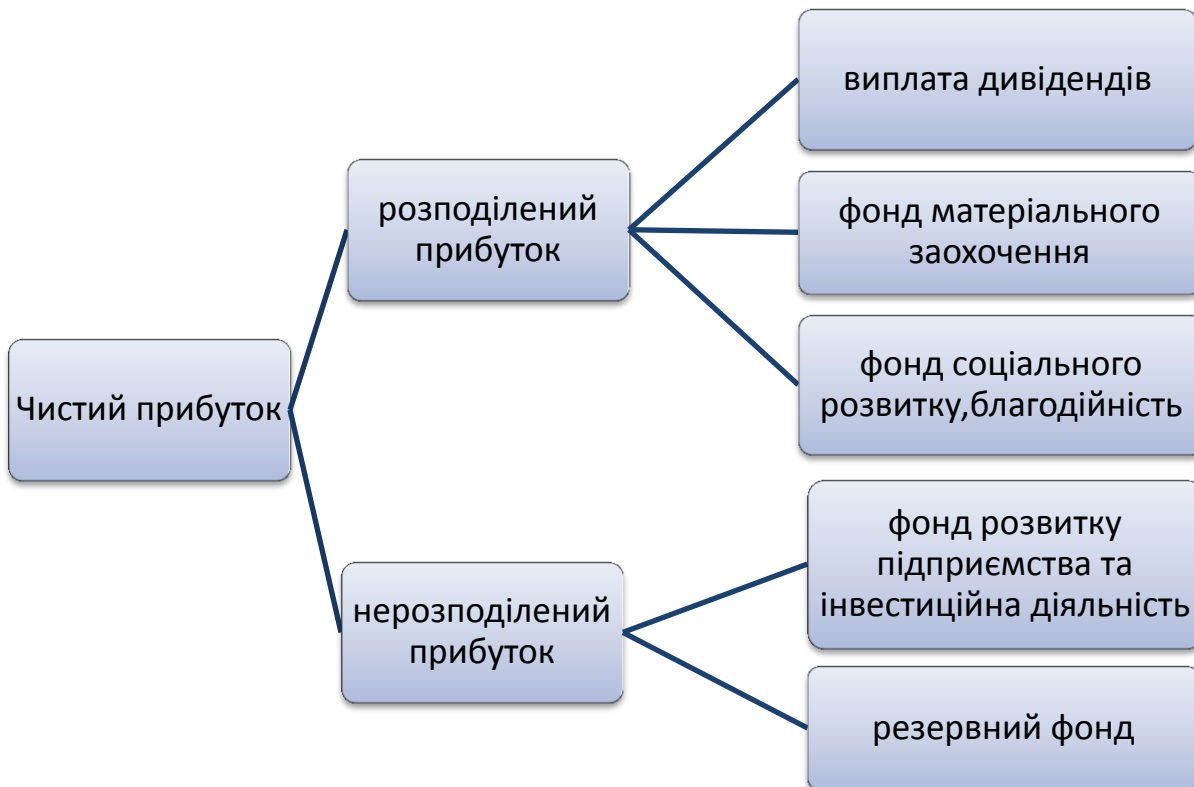 Чистий прибуток
розподілений
прибуток
виплата дивідендів
фонд матеріального
заохочення
фонд соціального
розвитку,благодійність
нерозподілений
прибуток
фонд розвитку
підприємства та
інвестиційна діяльність
резервний фонд